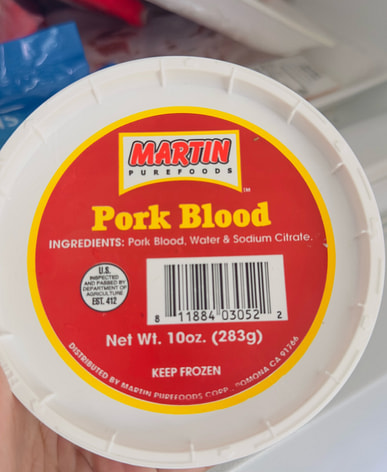 MARTIN
PUREFOODS
TM
Pork Blood
INGREDIENTS: Pork Blood, Water & Sodium Citrate.
U.S.
INSPECTED
AND PASSED BY
DEPARTMENT OF
AGRICULTURE
EST. 412
8 11884 03052 2
Net Wt. 10oz. (283g)
KEEP FROZEN
DISTRIBUTED BY MARTIN PUREFOODS CORP., POMONA CA 91766